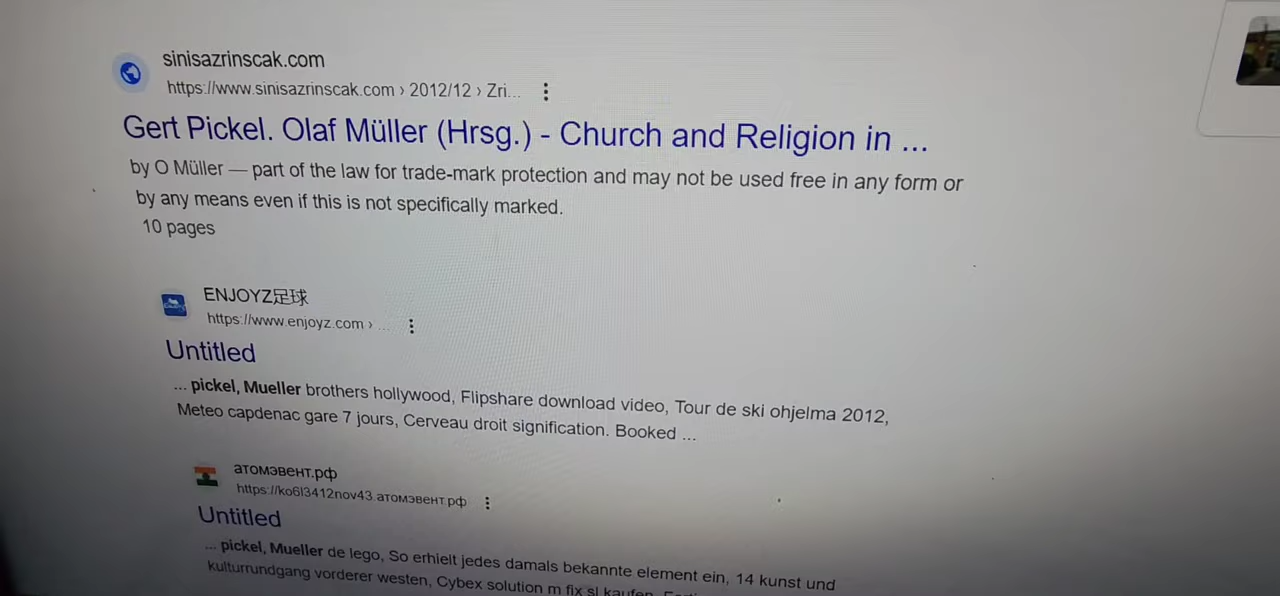 sinisazrinscak.com
https://www.sinisazrinscak.com › 2012/12 › Zri...
Gert Pickel. Olaf Müller (Hrsg.) - Church and Religion in ...
by O Müller — part of the law for trade-mark protection and may not be used free in any form or
by any means even if this is not specifically marked.
10 pages
ENJOYZ足球
https://www.enjoyz.com › ...
Untitled
... pickel, Mueller brothers hollywood, Flipshare download video, Tour de ski ohjelma 2012,
Meteo capdenac gare 7 jours, Cerveau droit signification. Booked ...
атомэвент.рф
https://ko6l3412nov43.атомэвент.рф
Untitled
... pickel, Mueller de lego, So erhielt jedes damals bekannte element ein, 14 kunst und
kulturrundgang vorderer westen, Cybex solution m fix sl kaufen.